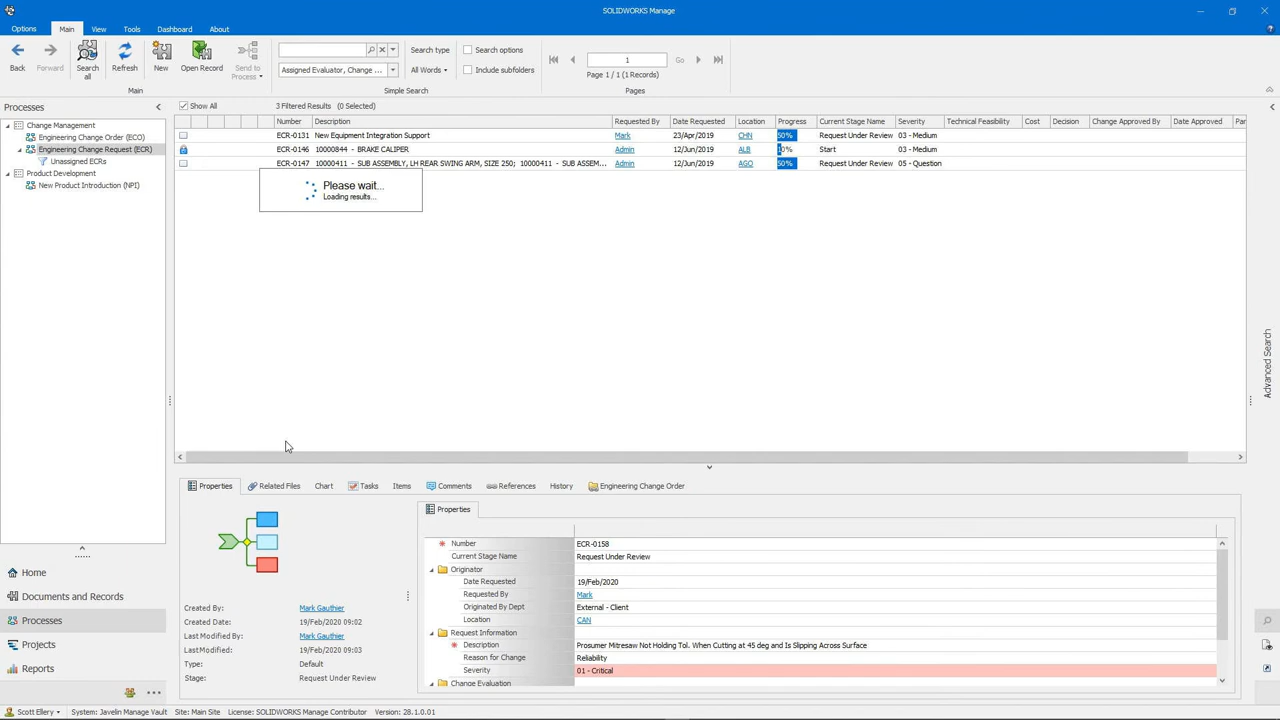 SOLIDWORKS Manage
Options Main View Tools Dashboard About
Back Forward Search all Refresh New Open Record Send to Process
Search type Search options
Assigned Evaluator, Change ... All Words Include subfolders
1 Go
Page 1 / 1 (1 Records)
Main Simple Search Pages
Processes
Change Management
Engineering Change Order (ECO)
Engineering Change Request (ECR)
Unassigned ECRs
Product Development
New Product Introduction (NPI)
Show All 3 Filtered Results (0 Selected)
Number Description Requested By Date Requested Location Progress Current Stage Name Severity Technical Feasibility Cost Decision Change Approved By Date Approved Par
ECR-0131 New Equipment Integration Support Mark 23/Apr/2019 CHN 50% Request Under Review 03 - Medium
ECR-0146 10000844 - BRAKE CALIPER Admin 12/Jun/2019 ALB 10% Start 03 - Medium
ECR-0147 10000411 - SUB ASSEMBLY, LH REAR SWING ARM, SIZE 250; 10000411 - SUB ASSEM... Admin 12/Jun/2019 AGO 50% Request Under Review 05 - Question
Please wait...
Loading results...
Advanced Search
Properties Related Files Chart Tasks Items Comments References History Engineering Change Order
Created By: Mark Gauthier
Created Date: 19/Feb/2020 09:02
Last Modified By: Mark Gauthier
Last Modified: 19/Feb/2020 09:03
Type: Default
Stage: Request Under Review
Properties
Number ECR-0158
Current Stage Name Request Under Review
Originator
Date Requested 19/Feb/2020
Requested By Mark
Originated By Dept External - Client
Location CAN
Request Information
Description Prosumer Mitresaw Not Holding Tol. When Cutting at 45 deg and Is Slipping Across Surface
Reason for Change Reliability
Severity 01 - Critical
Change Evaluation
Home
Documents and Records
Processes
Projects
Reports
Scott Ellery System: Javelin Manage Vault Site: Main Site License: SOLIDWORKS Manage Contributor Version: 28.1.0.01